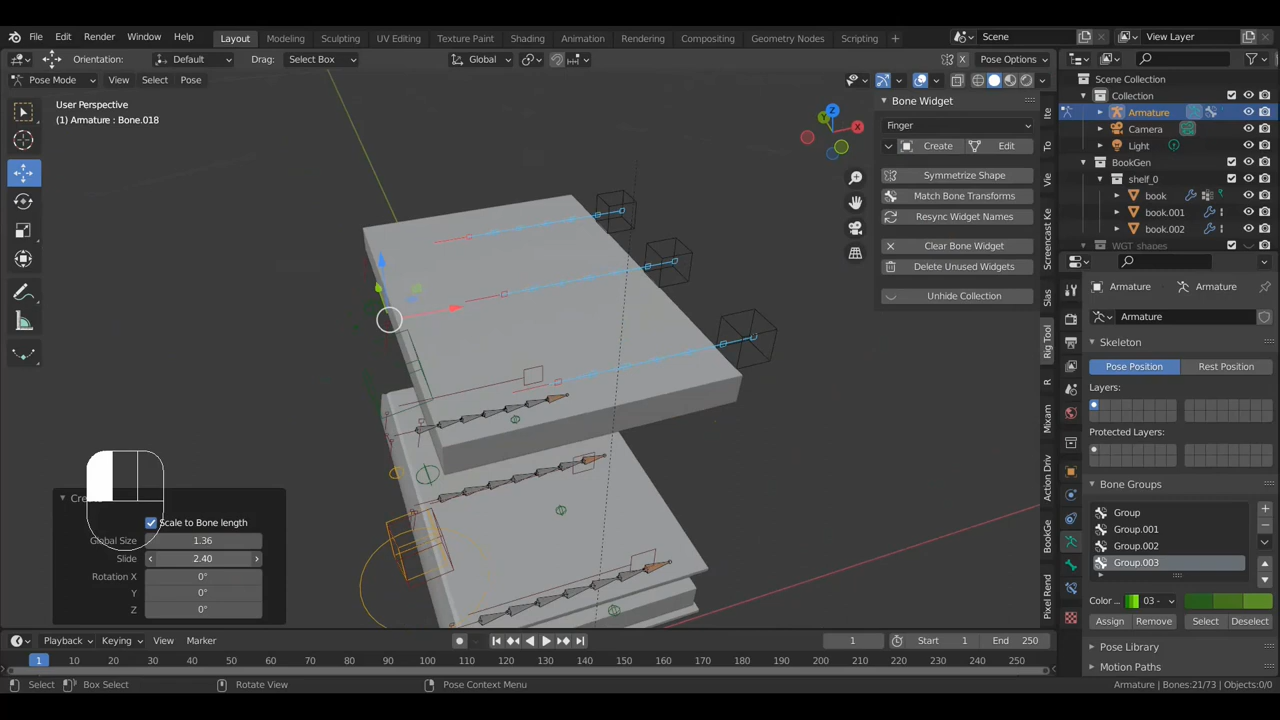 File Edit Render Window Help Layout Modeling Sculpting UV Editing Texture Paint Shading Animation Rendering Compositing Geometry Nodes Scripting + Scene View Layer
Orientation: Default Drag: Select Box Global X Pose Options
Pose Mode View Select Pose
User Perspective
(1) Armature : Bone.018
Z
Y
X
Bone Widget
Finger
Create Edit
Symmetrize Shape
Match Bone Transforms
Resync Widget Names
Clear Bone Widget
Delete Unused Widgets
Unhide Collection
Ite
To
Vie
Screencast Ke
Slas
Rig Tool
R
Mixam
Action Driv
BookGe
Pixel Rend
Scene Collection
Collection
Armature
Camera
Light
BookGen
shelf_0
book
book.001
book.002
WGT_shapes
Armature Armature
Armature
Skeleton
Pose Position Rest Position
Layers:
Protected Layers:
Bone Groups
Group
Group.001
Group.002
Group.003
Color 03 -
Assign Remove Select Deselect
Pose Library
Motion Paths
Scale to Bone length
Global Size 1.36
Slide 2.40
Rotation X 0°
Y 0°
Z 0°
Playback Keying View Marker 1 Start 1 End 250
1 10 20 30 40 50 60 70 80 90 100 110 120 130 140 150 160 170 180 190 200 210 220 230 240 250
Select Box Select Rotate View Pose Context Menu Armature | Bones:21/73 | Objects:0/0